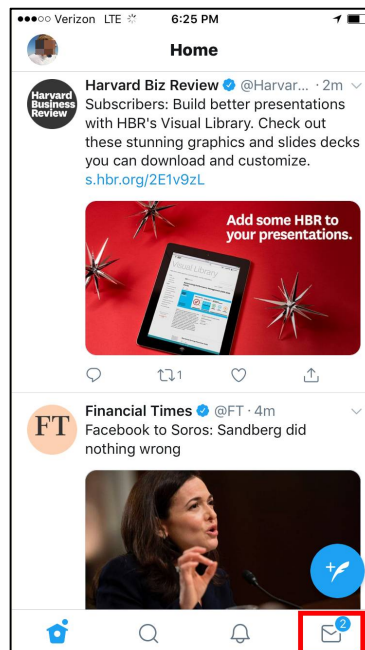 Verizon LTE 6:25 PM
Home
Harvard Business Review
Harvard Biz Review @Harvar... · 2m
Subscribers: Build better presentations
with HBR's Visual Library. Check out
these stunning graphics and slides decks
you can download and customize.
s.hbr.org/2E1v9zL
Add some HBR to
your presentations.
Visual Library
1
FT
Financial Times @FT · 4m
Facebook to Soros: Sandberg did
nothing wrong
2